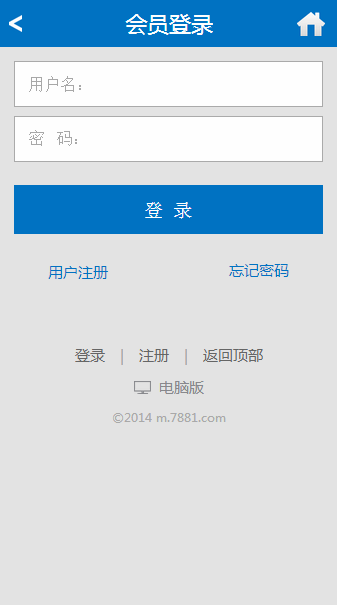 < 会员登录
用户名：
密 码：
登 录
用户注册 忘记密码
登录 | 注册 | 返回顶部
电脑版
©2014 m.7881.com